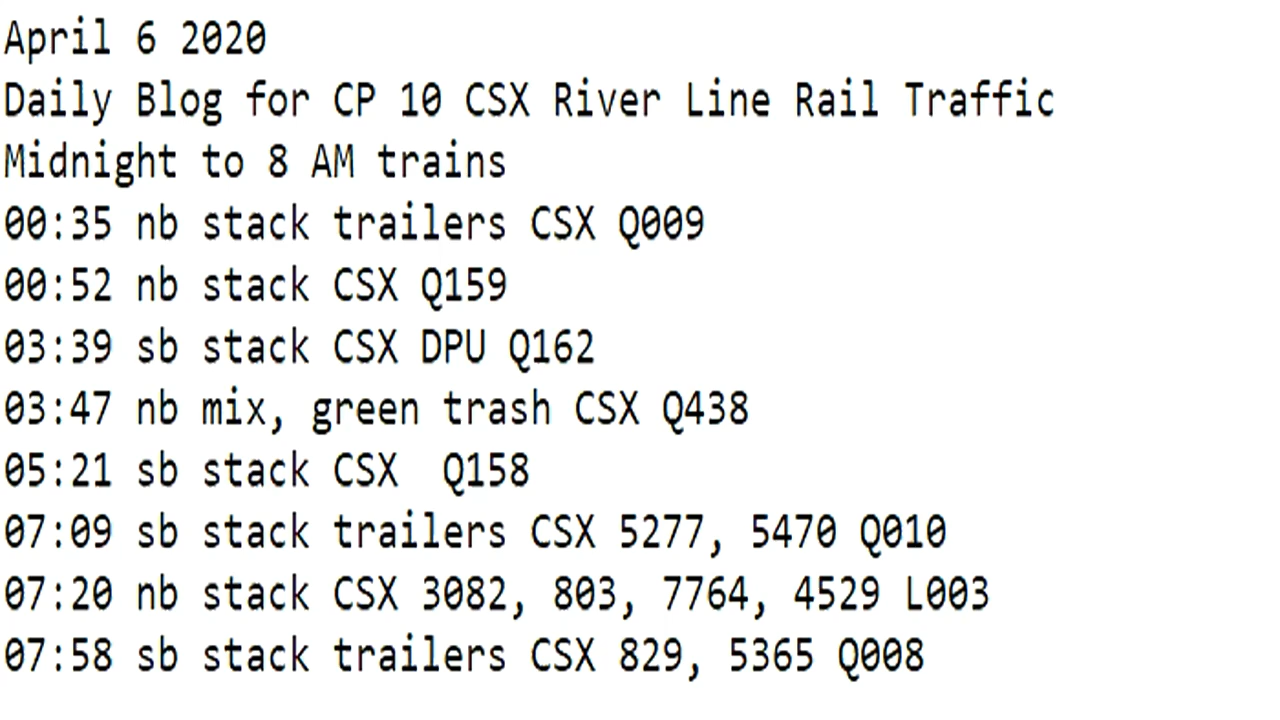 April 6 2020
Daily Blog for CP 10 CSX River Line Rail Traffic
Midnight to 8 AM trains
00:35 nb stack trailers CSX Q009
00:52 nb stack CSX Q159
03:39 sb stack CSX DPU Q162
03:47 nb mix, green trash CSX Q438
05:21 sb stack CSX  Q158
07:09 sb stack trailers CSX 5277, 5470 Q010
07:20 nb stack CSX 3082, 803, 7764, 4529 L003
07:58 sb stack trailers CSX 829, 5365 Q008